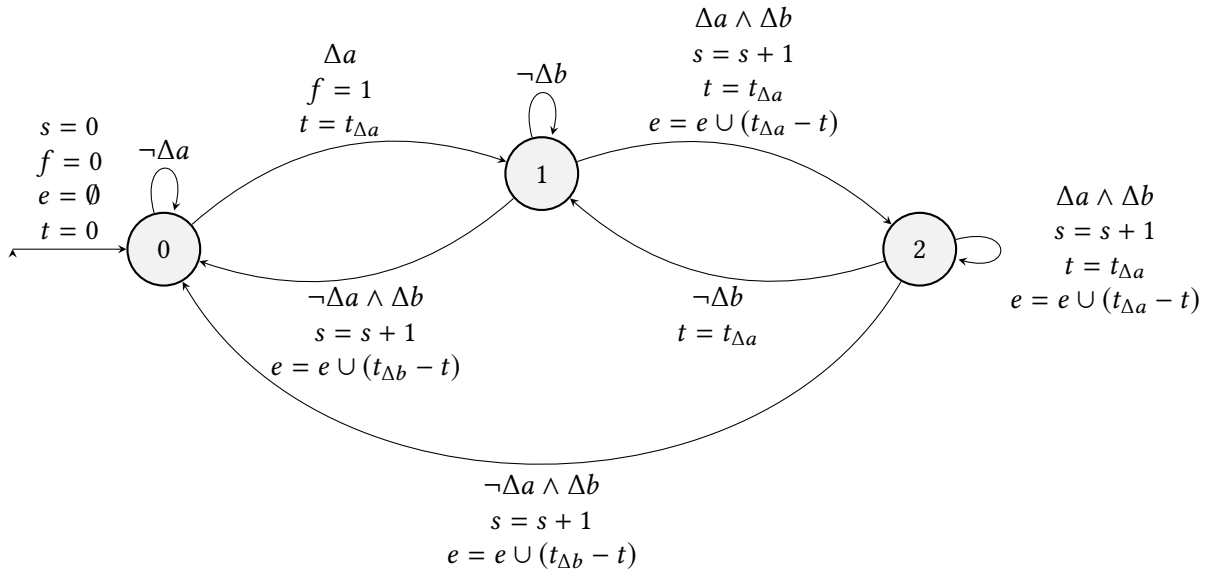 s = 0
f = 0
e = ∅
t = 0
¬Δa
0
Δa
f = 1
t = t_Δa
¬Δb
1
Δa ∧ Δb
s = s + 1
t = t_Δa
e = e ∪ (t_Δa − t)
2
Δa ∧ Δb
s = s + 1
t = t_Δa
e = e ∪ (t_Δa − t)
¬Δa ∧ Δb
s = s + 1
e = e ∪ (t_Δb − t)
¬Δb
t = t_Δa
¬Δa ∧ Δb
s = s + 1
e = e ∪ (t_Δb − t)